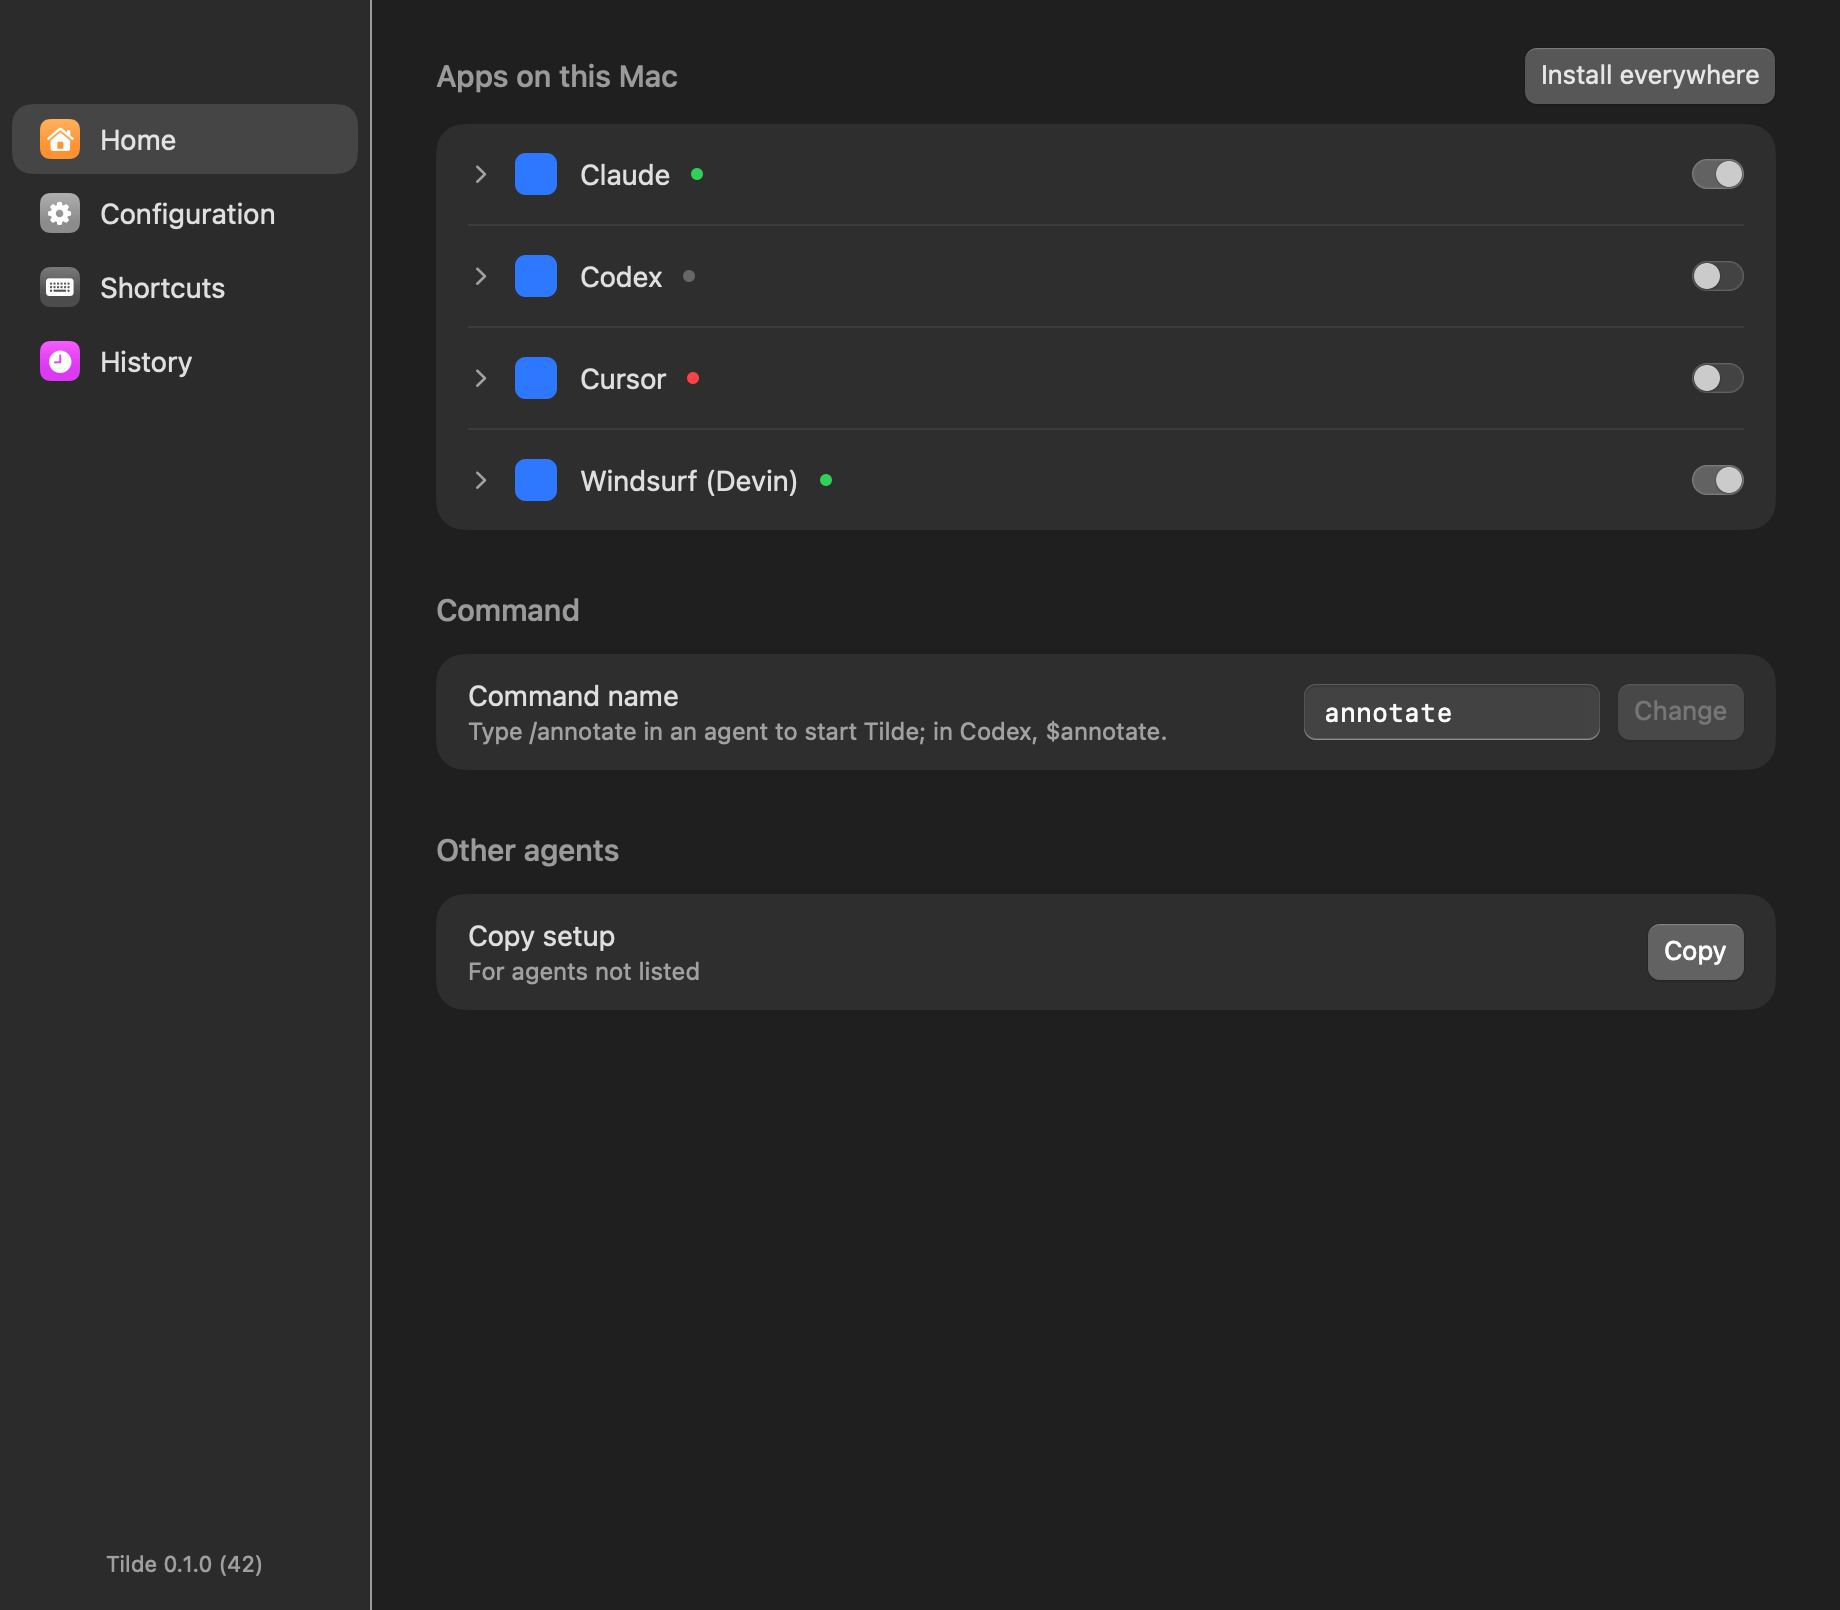 Home
Configuration
Shortcuts
History
Tilde 0.1.0 (42)
Apps on this Mac
Install everywhere
Claude
Codex
Cursor
Windsurf (Devin)
Command
Command name
Type /annotate in an agent to start Tilde; in Codex, $annotate.
annotate
Change
Other agents
Copy setup
For agents not listed
Copy